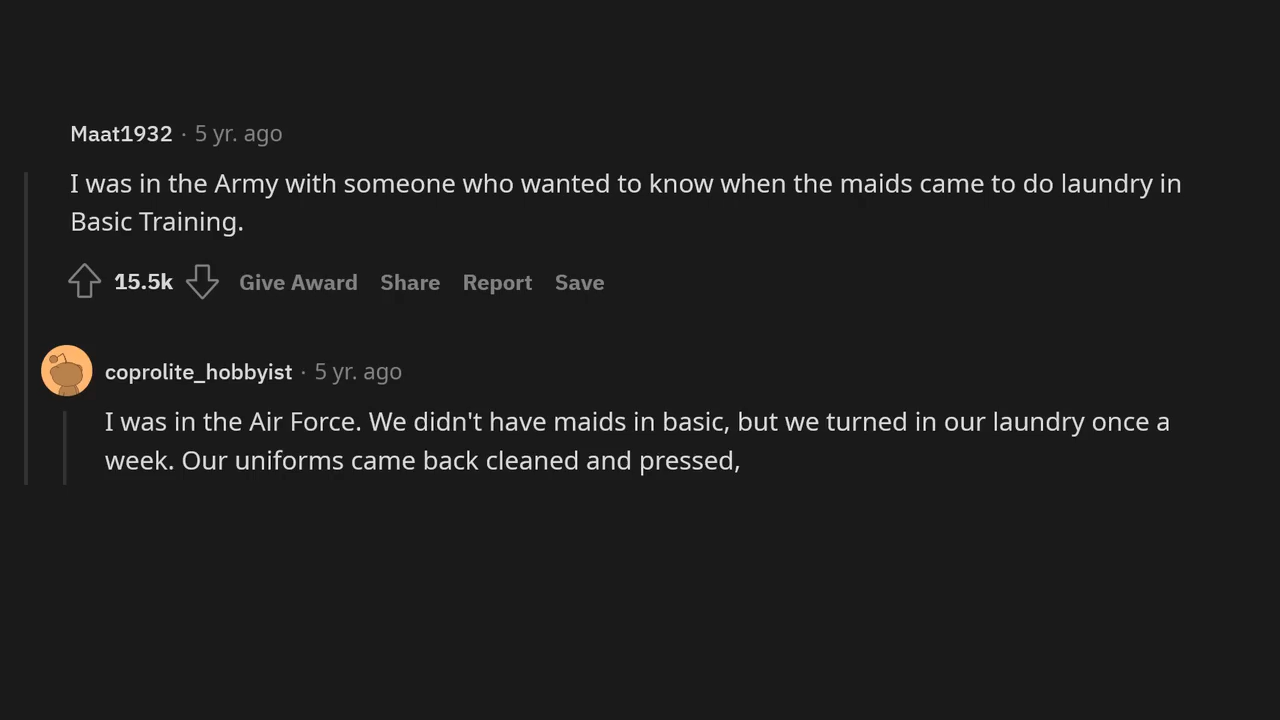 Maat1932 · 5 yr. ago
I was in the Army with someone who wanted to know when the maids came to do laundry in
Basic Training.
15.5k Give Award Share Report Save
coprolite_hobbyist · 5 yr. ago
I was in the Air Force. We didn't have maids in basic, but we turned in our laundry once a
week. Our uniforms came back cleaned and pressed,